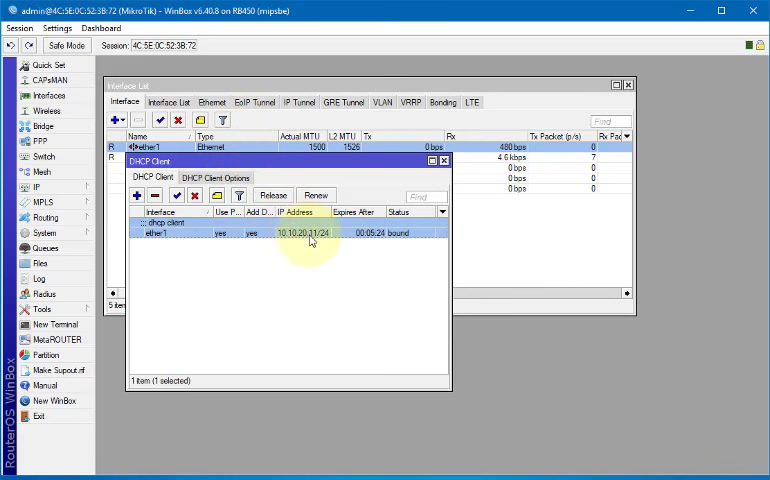 admin@4C:5E:0C:52:3B:72 (MikroTik) - WinBox v6.40.8 on RB450 (mipsbe)
Session Settings Dashboard
Safe Mode Session: 4C:5E:0C:52:3B:72
Quick Set
CAPsMAN
Interfaces
Wireless
Bridge
PPP
Switch
Mesh
IP
MPLS
Routing
System
Queues
Files
Log
Radius
Tools
New Terminal
MetaROUTER
Partition
Make Supout.rif
Manual
New WinBox
Exit
RouterOS WinBox
Interface List
Interface Interface List Ethernet EoIP Tunnel IP Tunnel GRE Tunnel VLAN VRRP Bonding LTE
Find
Name Type Actual MTU L2 MTU Tx Rx Tx Packet (p/s) Rx Pac
R ether1 Ethernet 1500 1526 0 bps 480 bps 0
R 4.6 kbps 7
0 bps 0
0 bps 0
0 bps 0
5 item
DHCP Client
DHCP Client DHCP Client Options
Release Renew Find
Interface Use P... Add D... IP Address Expires After Status
::: dhcp client
ether1 yes yes 10.10.20.11/24 00:05:24 bound
1 item (1 selected)